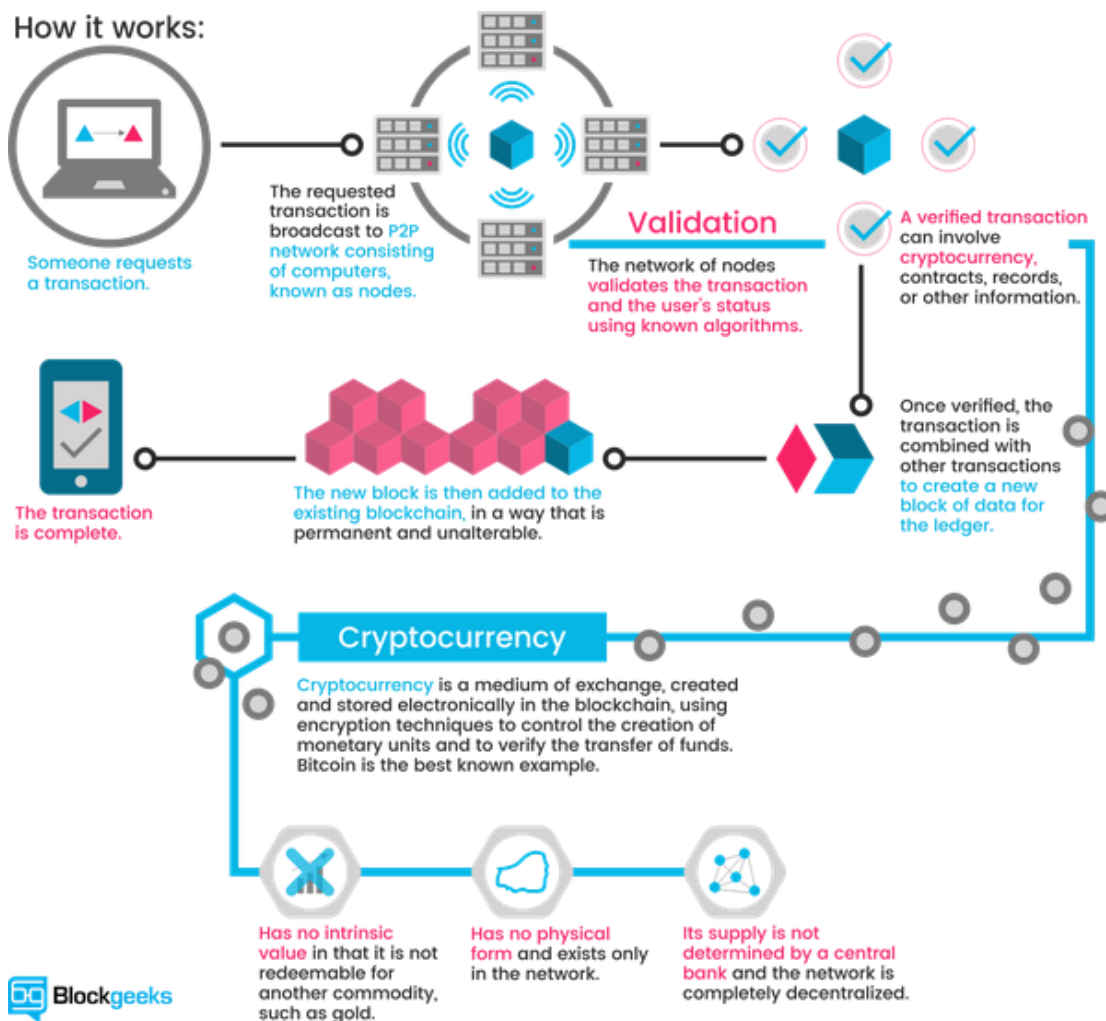 How it works:
Someone requests
a transaction.
The requested
transaction is
broadcast to P2P
network consisting
of computers,
known as nodes.
Validation
The network of nodes
validates the transaction
and the user's status
using known algorithms.
A verified transaction
can involve
cryptocurrency,
contracts, records,
or other information.
Once verified, the
transaction is
combined with
other transactions
to create a new
block of data for
the ledger.
The new block is then added to the
existing blockchain, in a way that is
permanent and unalterable.
The transaction
is complete.
Cryptocurrency
Cryptocurrency is a medium of exchange, created
and stored electronically in the blockchain, using
encryption techniques to control the creation of
monetary units and to verify the transfer of funds.
Bitcoin is the best known example.
Has no intrinsic
value in that it is not
redeemable for
another commodity,
such as gold.
Has no physical
form and exists only
in the network.
Its supply is not
determined by a central
bank and the network is
completely decentralized.
Blockgeeks